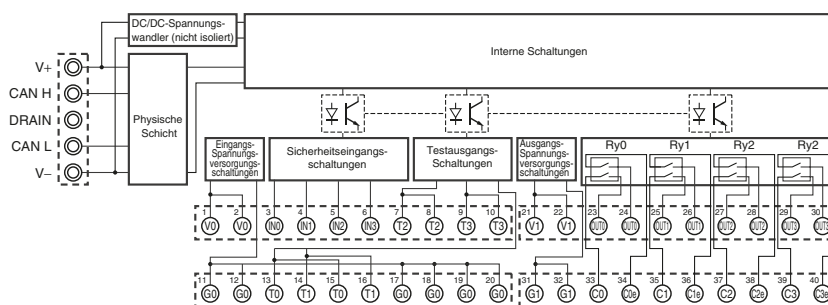 DC/DC-Spannungs-
wandler (nicht isoliert)
Interne Schaltungen
V+
CAN H
DRAIN
CAN L
V–
Physische
Schicht
Eingangs-
Spannungs-
versorgungs-
schaltungen
Sicherheitseingangs-
schaltungen
Testausgangs-
Schaltungen
Ausgangs-
Spannungs-
versorgungs-
schaltungen
Ry0 Ry1 Ry2 Ry2
1 2 3 4 5 6 7 8 9 10 21 22 23 24 25 26 27 28 29 30
V0 V0 IN0 IN1 IN2 IN3 T2 T2 T3 T3 V1 V1 OUT0 OUT0 OUT1 OUT1 OUT2 OUT2 OUT3 OUT3
11 12 13 14 15 16 17 18 19 20 31 32 33 34 35 36 37 38 39 40
G0 G0 T0 T1 T0 T1 G0 G0 G0 G0 G1 G1 C0 C0e C1 C1e C2 C2e C3 C3e